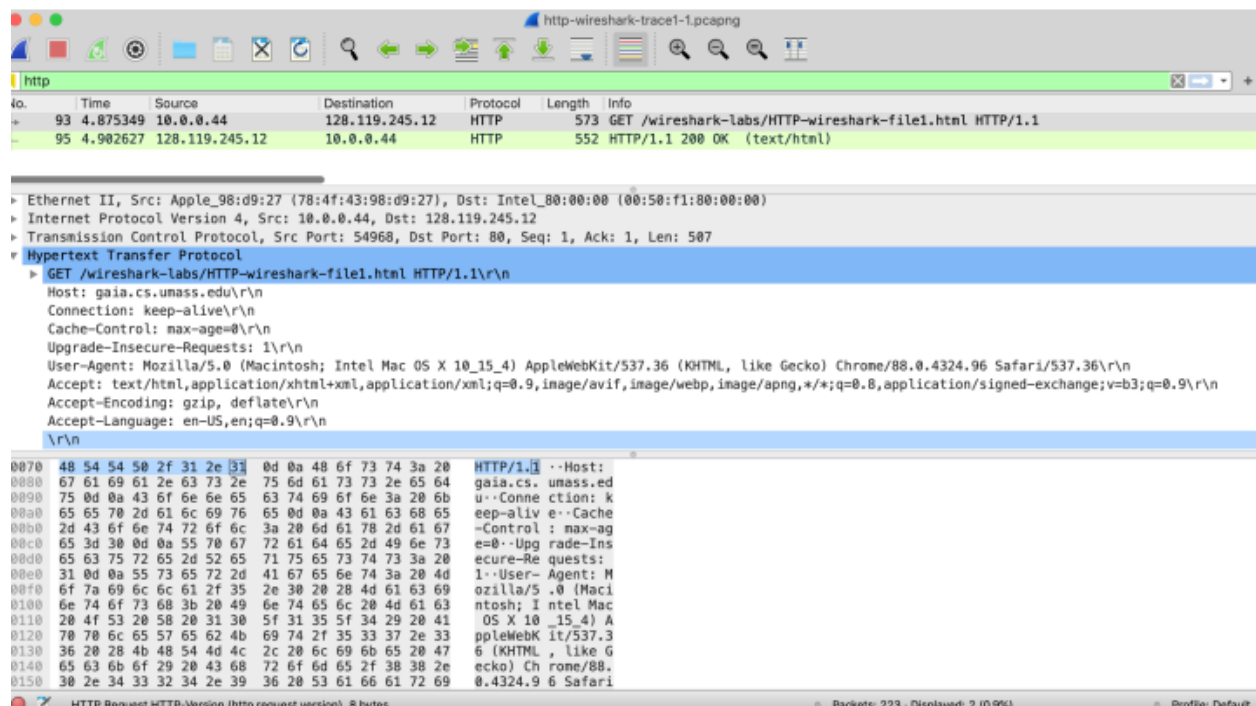 http-wireshark-trace1-1.pcapng
http
No. Time Source Destination Protocol Length Info
93 4.875349 10.0.0.44 128.119.245.12 HTTP 573 GET /wireshark-labs/HTTP-wireshark-file1.html HTTP/1.1
95 4.902627 128.119.245.12 10.0.0.44 HTTP 552 HTTP/1.1 200 OK (text/html)
Ethernet II, Src: Apple_98:d9:27 (78:4f:43:98:d9:27), Dst: Intel_80:00:00 (00:50:f1:80:00:00)
Internet Protocol Version 4, Src: 10.0.0.44, Dst: 128.119.245.12
Transmission Control Protocol, Src Port: 54968, Dst Port: 80, Seq: 1, Ack: 1, Len: 507
Hypertext Transfer Protocol
GET /wireshark-labs/HTTP-wireshark-file1.html HTTP/1.1\r\n
Host: gaia.cs.umass.edu\r\n
Connection: keep-alive\r\n
Cache-Control: max-age=0\r\n
Upgrade-Insecure-Requests: 1\r\n
User-Agent: Mozilla/5.0 (Macintosh; Intel Mac OS X 10_15_4) AppleWebKit/537.36 (KHTML, like Gecko) Chrome/88.0.4324.96 Safari/537.36\r\n
Accept: text/html,application/xhtml+xml,application/xml;q=0.9,image/avif,image/webp,image/apng,*/*;q=0.8,application/signed-exchange;v=b3;q=0.9\r\n
Accept-Encoding: gzip, deflate\r\n
Accept-Language: en-US,en;q=0.9\r\n
\r\n
0070 48 54 54 50 2f 31 2e 31 0d 0a 48 6f 73 74 3a 20 HTTP/1.1 ··Host:
0080 67 61 69 61 2e 63 73 2e 75 6d 61 73 73 2e 65 64 gaia.cs. umass.ed
0090 75 0d 0a 43 6f 6e 6e 65 63 74 69 6f 6e 3a 20 6b u··Conne ction: k
00a0 65 65 70 2d 61 6c 69 76 65 0d 0a 43 61 63 68 65 eep-aliv e··Cache
00b0 2d 43 6f 6e 74 72 6f 6c 3a 20 6d 61 78 2d 61 67 -Control : max-ag
00c0 65 3d 30 0d 0a 55 70 67 72 61 64 65 2d 49 6e 73 e=0··Upg rade-Ins
00d0 65 63 75 72 65 2d 52 65 71 75 65 73 74 73 3a 20 ecure-Re quests:
00e0 31 0d 0a 55 73 65 72 2d 41 67 65 6e 74 3a 20 4d 1··User- Agent: M
00f0 6f 7a 69 6c 6c 61 2f 35 2e 30 20 28 4d 61 63 69 ozilla/5 .0 (Maci
0100 6e 74 6f 73 68 3b 20 49 6e 74 65 6c 20 4d 61 63 ntosh; I ntel Mac
0110 20 4f 53 20 58 20 31 30 5f 31 35 5f 34 29 20 41 OS X 10 _15_4) A
0120 70 70 6c 65 57 65 62 4b 69 74 2f 35 33 37 2e 33 ppleWebK it/537.3
0130 36 20 28 4b 48 54 4d 4c 2c 20 6c 69 6b 65 20 47 6 (KHTML , like G
0140 65 63 6b 6f 29 20 43 68 72 6f 6d 65 2f 38 38 2e ecko) Ch rome/88.
0150 30 2e 34 33 32 34 2e 39 36 20 53 61 66 61 72 69 0.4324.9 6 Safari
HTTP Request HTTP-Version (http.request.version), 8 bytes Packets: 223 · Displayed: 2 (0.9%) Profile: Default